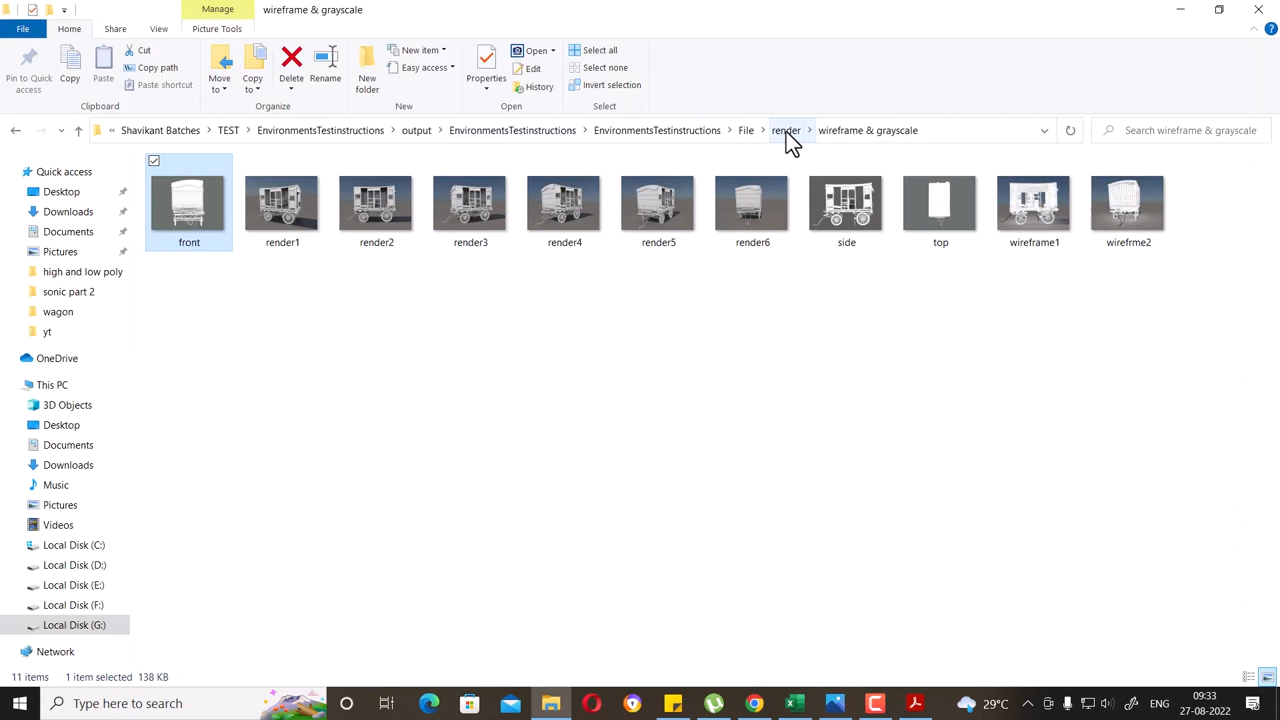 Manage
wireframe & grayscale
File
Home
Share
View
Picture Tools
Pin to Quick access
Copy
Paste
Cut
Copy path
Paste shortcut
Clipboard
Move to
Copy to
Delete
Rename
Organize
New folder
New item
Easy access
New
Properties
Open
Edit
History
Open
Select all
Select none
Invert selection
Select
« Shavikant Batches > TEST > EnvironmentsTestinstructions > output > EnvironmentsTestinstructions > EnvironmentsTestinstructions > File > render > wireframe & grayscale
Search wireframe & grayscale
Quick access
Desktop
Downloads
Documents
Pictures
high and low poly
sonic part 2
wagon
yt
OneDrive
This PC
3D Objects
Desktop
Documents
Downloads
Music
Pictures
Videos
Local Disk (C:)
Local Disk (D:)
Local Disk (E:)
Local Disk (F:)
Local Disk (G:)
Network
front
render1
render2
render3
render4
render5
render6
side
top
wireframe1
wirefrme2
11 items
1 item selected 138 KB
Type here to search
29°C
ENG
09:33
27-08-2022